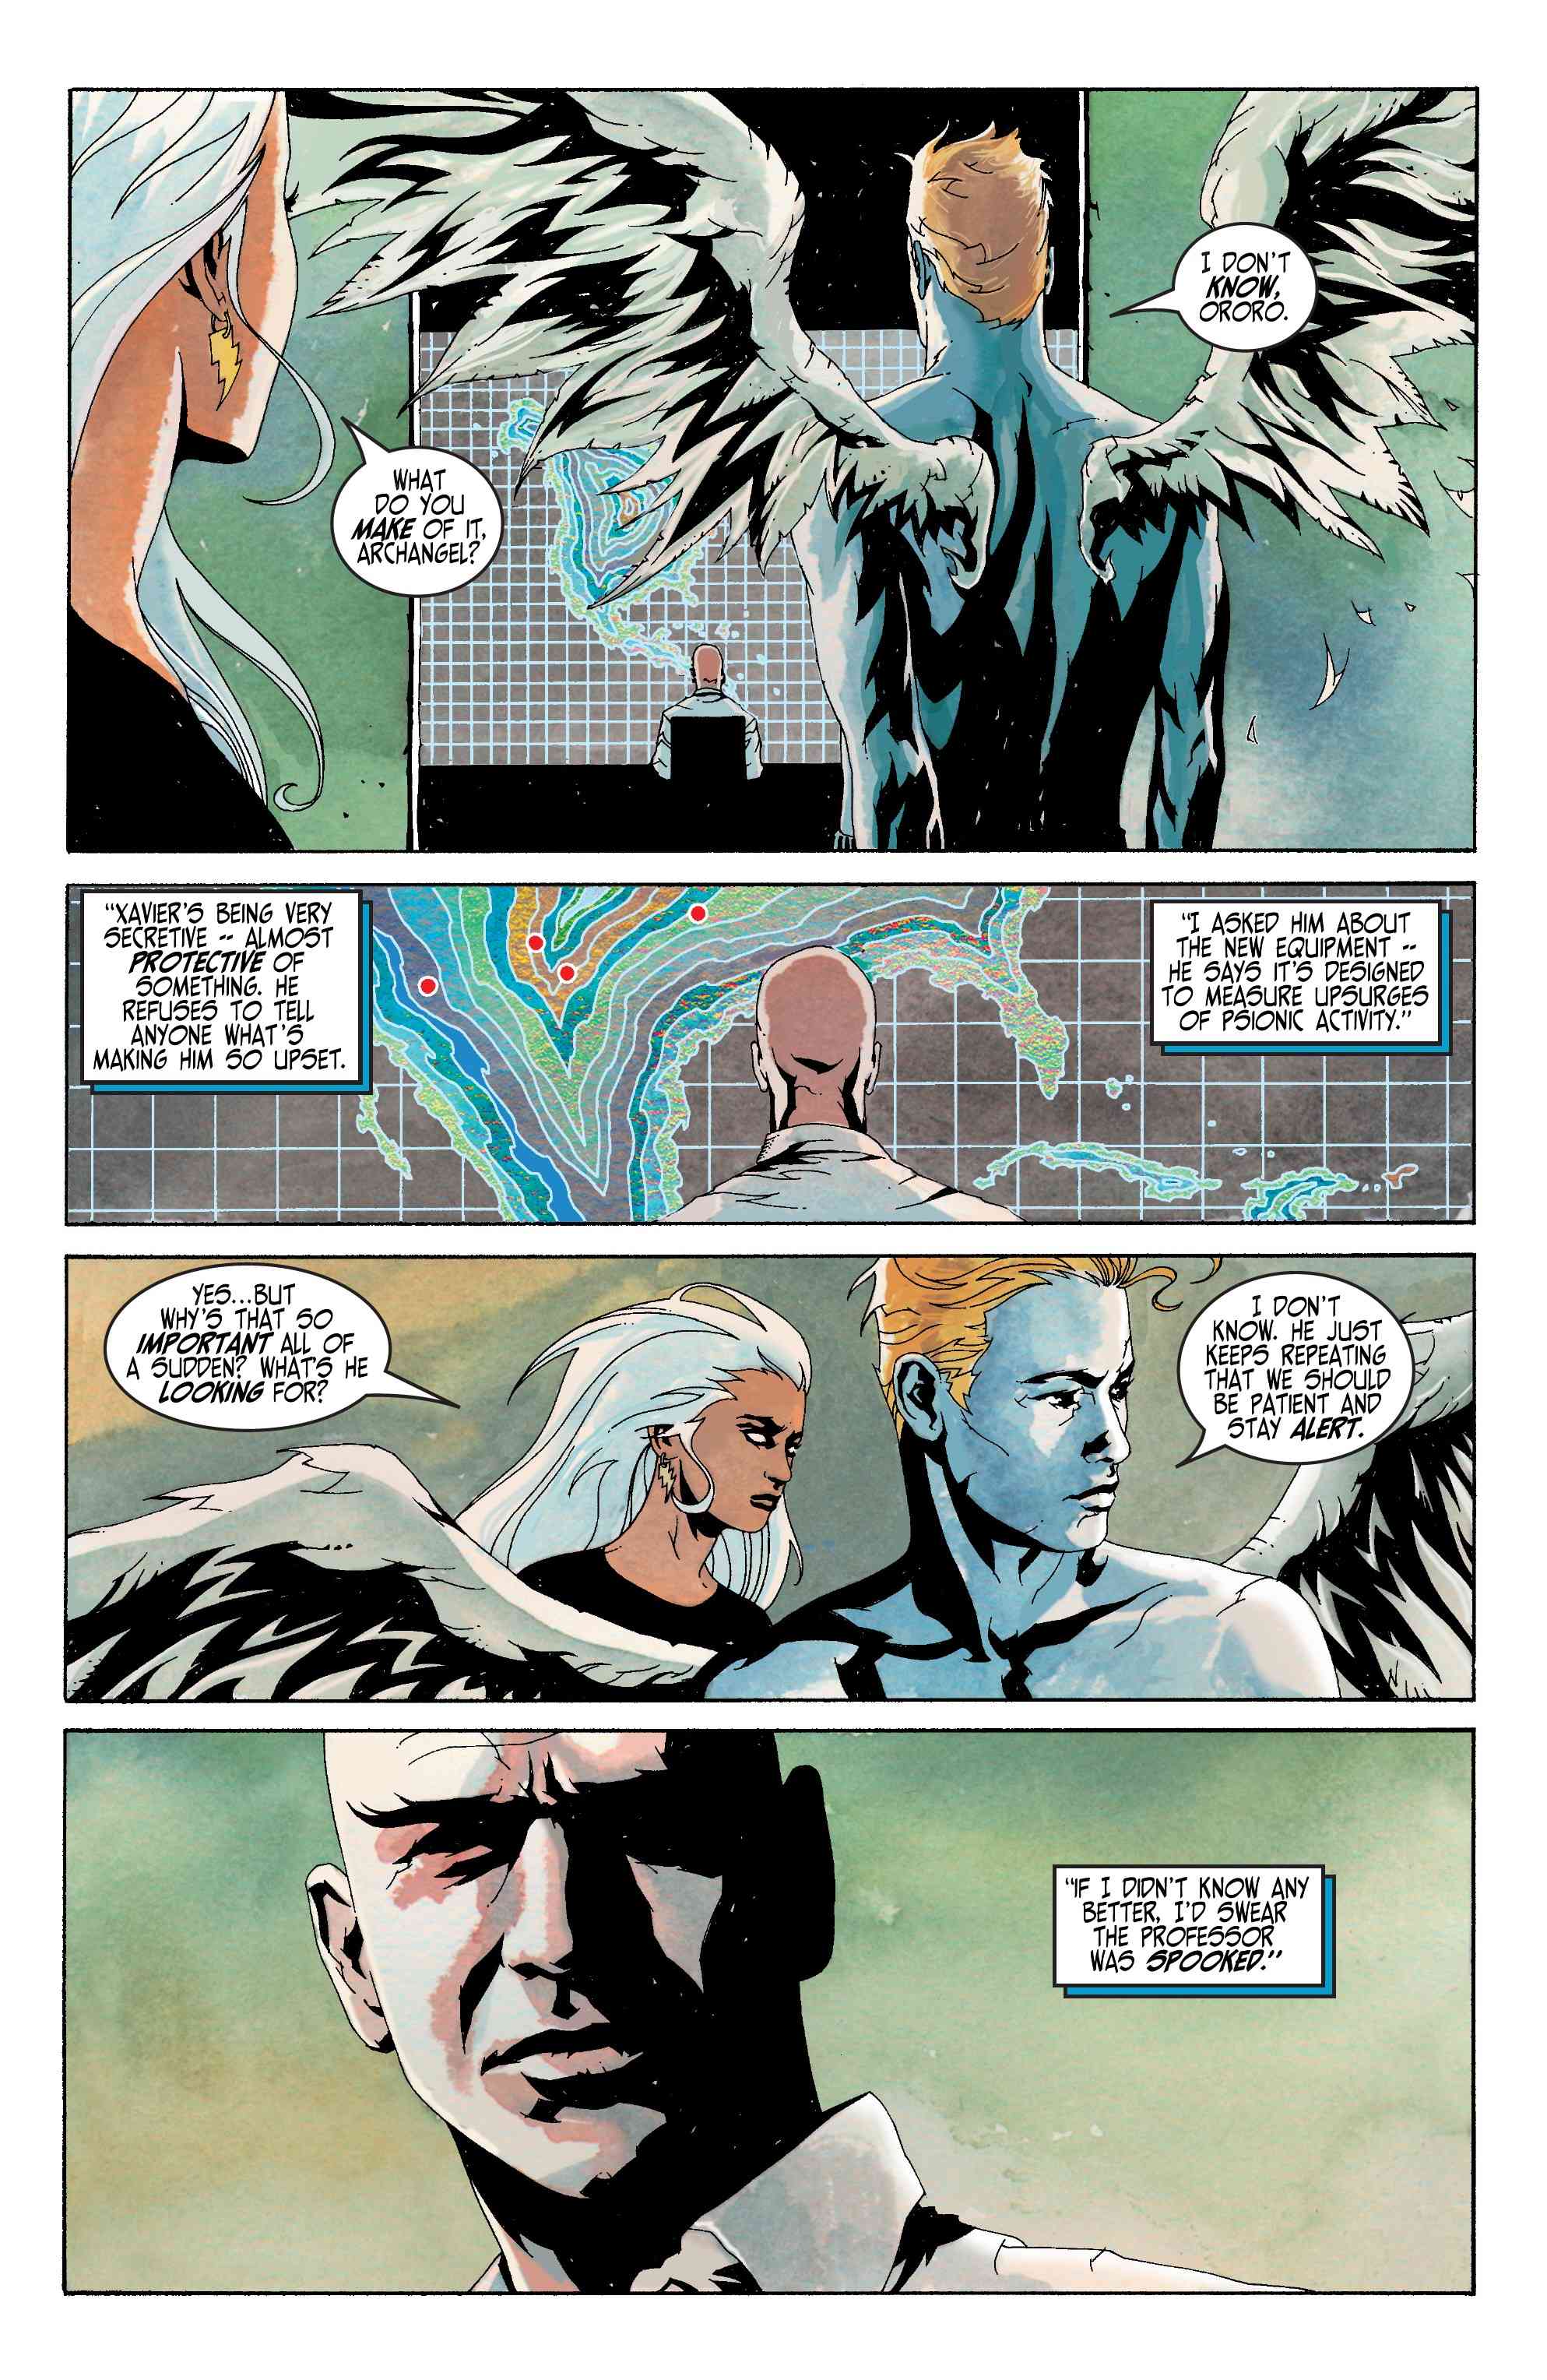 WHAT
DO YOU
MAKE OF IT,
ARCHANGEL?
I DON'T
KNOW,
ORORO.
"XAVIER'S BEING VERY
SECRETIVE -- ALMOST
PROTECTIVE OF
SOMETHING. HE
REFUSES TO TELL
ANYONE WHAT'S
MAKING HIM SO UPSET.
"I ASKED HIM ABOUT
THE NEW EQUIPMENT --
HE SAYS IT'S DESIGNED
TO MEASURE UPSURGES
OF PSIONIC ACTIVITY."
YES...BUT
WHY'S THAT SO
IMPORTANT ALL OF
A SUDDEN? WHAT'S HE
LOOKING FOR?
I DON'T
KNOW. HE JUST
KEEPS REPEATING
THAT WE SHOULD
BE PATIENT AND
STAY ALERT.
"IF I DIDN'T KNOW ANY
BETTER, I'D SWEAR
THE PROFESSOR
WAS SPOOKED."